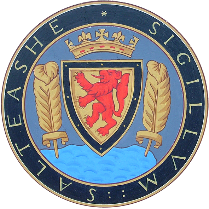 * SIGILLVM : : SALTEASHE